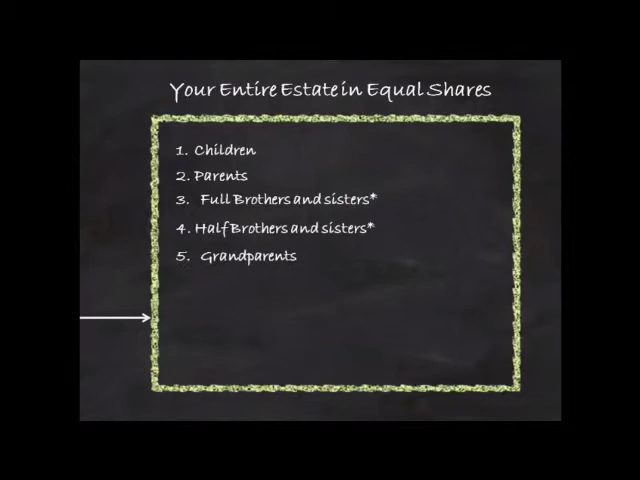 Your Entire Estate in Equal Shares
1. Children
2. Parents
3. Full Brothers and sisters*
4. Half Brothers and sisters*
5. Grandparents